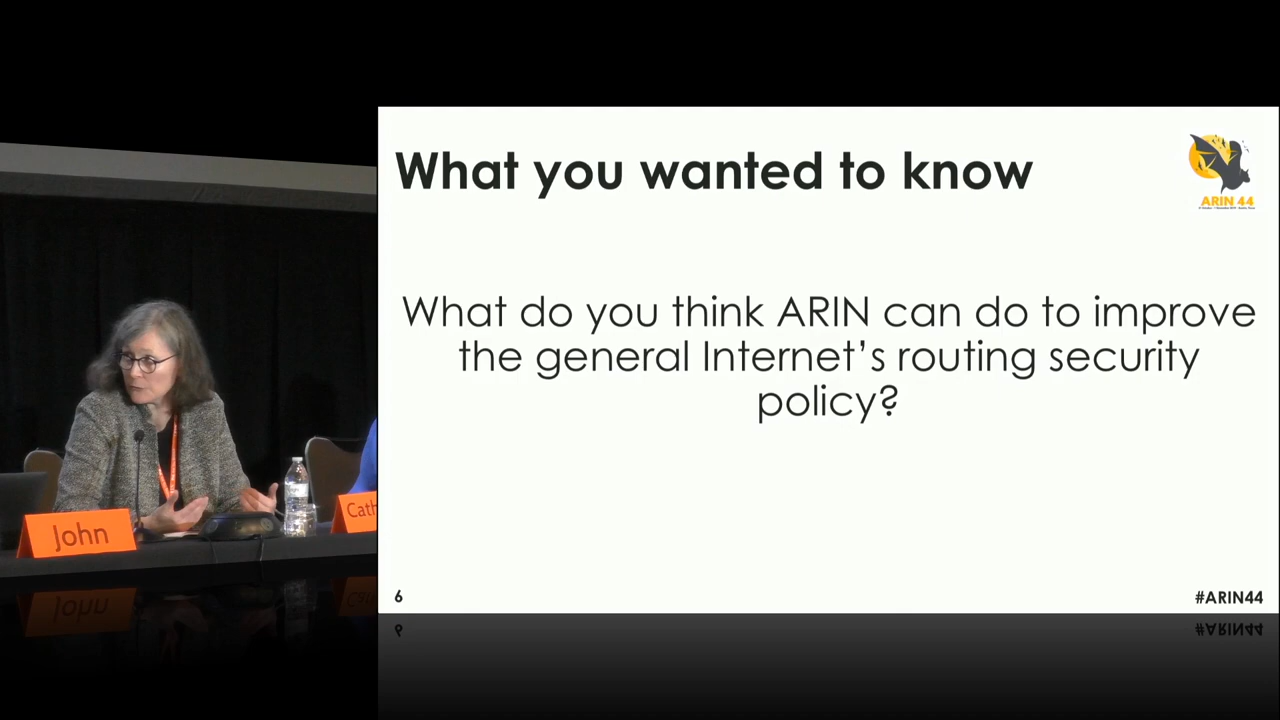 What you wanted to know
ARIN 44
What do you think ARIN can do to improve
the general Internet's routing security
policy?
John
Cath
6
#ARIN44